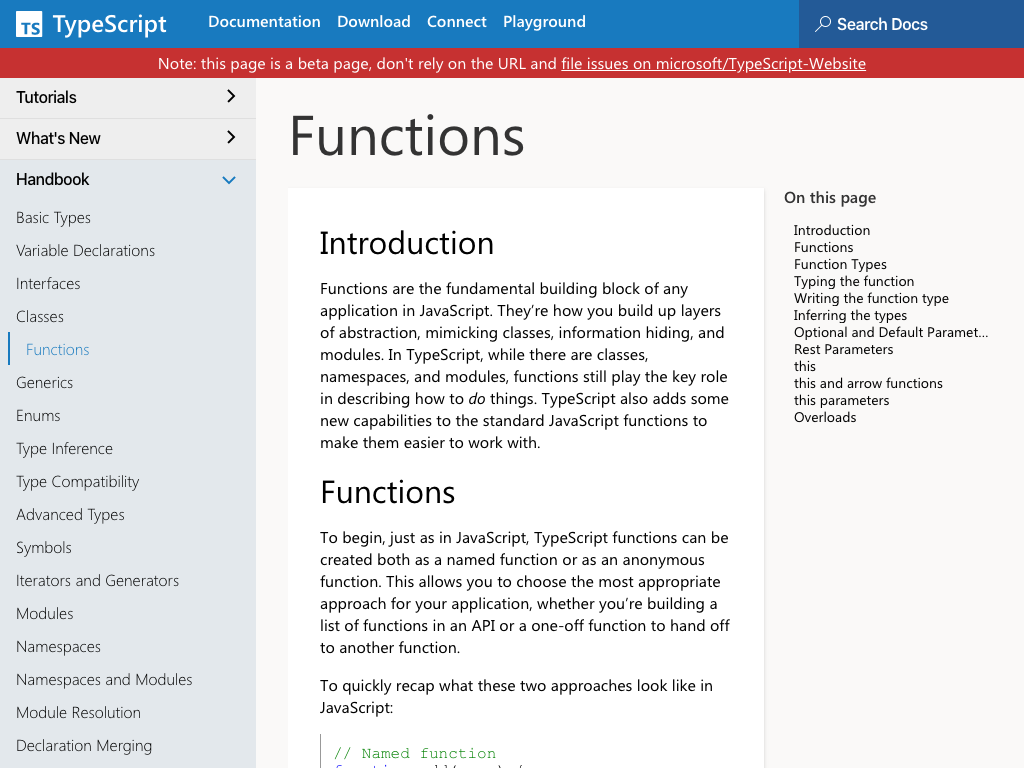 TS TypeScript Documentation Download Connect Playground Search Docs
Note: this page is a beta page, don't rely on the URL and file issues on microsoft/TypeScript-Website
Tutorials
What's New
Handbook
Basic Types
Variable Declarations
Interfaces
Classes
Functions
Generics
Enums
Type Inference
Type Compatibility
Advanced Types
Symbols
Iterators and Generators
Modules
Namespaces
Namespaces and Modules
Module Resolution
Declaration Merging
Functions
Introduction
Functions are the fundamental building block of any
application in JavaScript. They’re how you build up layers
of abstraction, mimicking classes, information hiding, and
modules. In TypeScript, while there are classes,
namespaces, and modules, functions still play the key role
in describing how to do things. TypeScript also adds some
new capabilities to the standard JavaScript functions to
make them easier to work with.
Functions
To begin, just as in JavaScript, TypeScript functions can be
created both as a named function or as an anonymous
function. This allows you to choose the most appropriate
approach for your application, whether you’re building a
list of functions in an API or a one-off function to hand off
to another function.
To quickly recap what these two approaches look like in
JavaScript:
// Named function
On this page
Introduction
Functions
Function Types
Typing the function
Writing the function type
Inferring the types
Optional and Default Paramet...
Rest Parameters
this
this and arrow functions
this parameters
Overloads